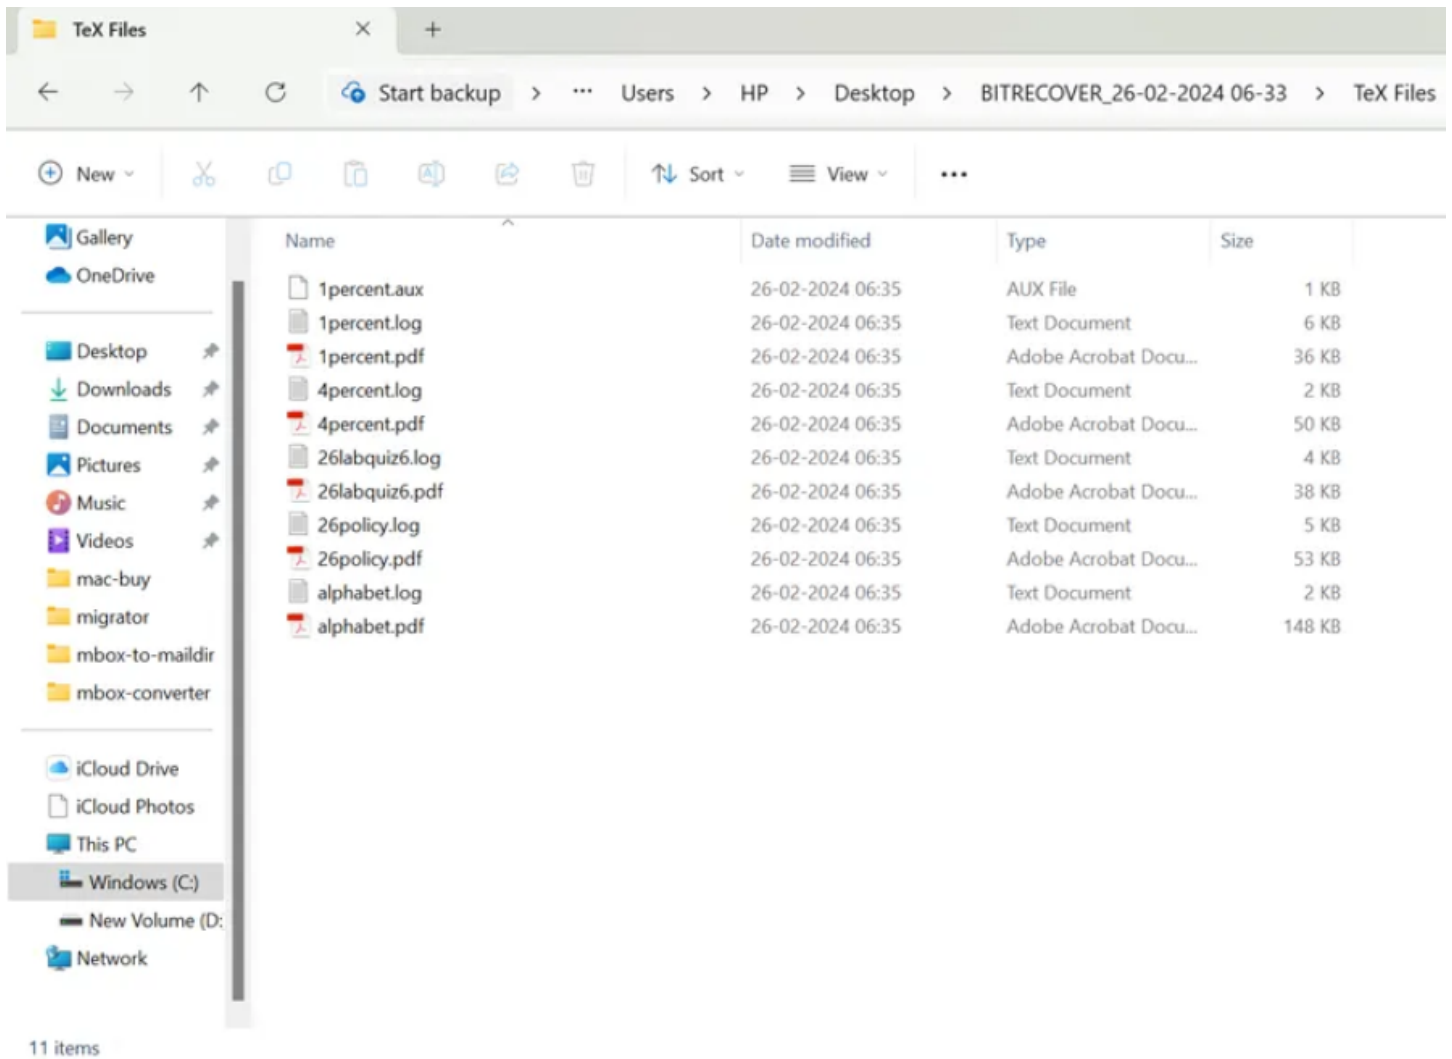 TeX Files
Start backup > ... Users > HP > Desktop > BITRECOVER_26-02-2024 06-33 > TeX Files
New Sort View ...
Gallery
OneDrive
Desktop
Downloads
Documents
Pictures
Music
Videos
mac-buy
migrator
mbox-to-maildir
mbox-converter
iCloud Drive
iCloud Photos
This PC
Windows (C:)
New Volume (D:
Network
Name Date modified Type Size
1percent.aux 26-02-2024 06:35 AUX File 1 KB
1percent.log 26-02-2024 06:35 Text Document 6 KB
1percent.pdf 26-02-2024 06:35 Adobe Acrobat Docu... 36 KB
4percent.log 26-02-2024 06:35 Text Document 2 KB
4percent.pdf 26-02-2024 06:35 Adobe Acrobat Docu... 50 KB
26labquiz6.log 26-02-2024 06:35 Text Document 4 KB
26labquiz6.pdf 26-02-2024 06:35 Adobe Acrobat Docu... 38 KB
26policy.log 26-02-2024 06:35 Text Document 5 KB
26policy.pdf 26-02-2024 06:35 Adobe Acrobat Docu... 53 KB
alphabet.log 26-02-2024 06:35 Text Document 2 KB
alphabet.pdf 26-02-2024 06:35 Adobe Acrobat Docu... 148 KB
11 items